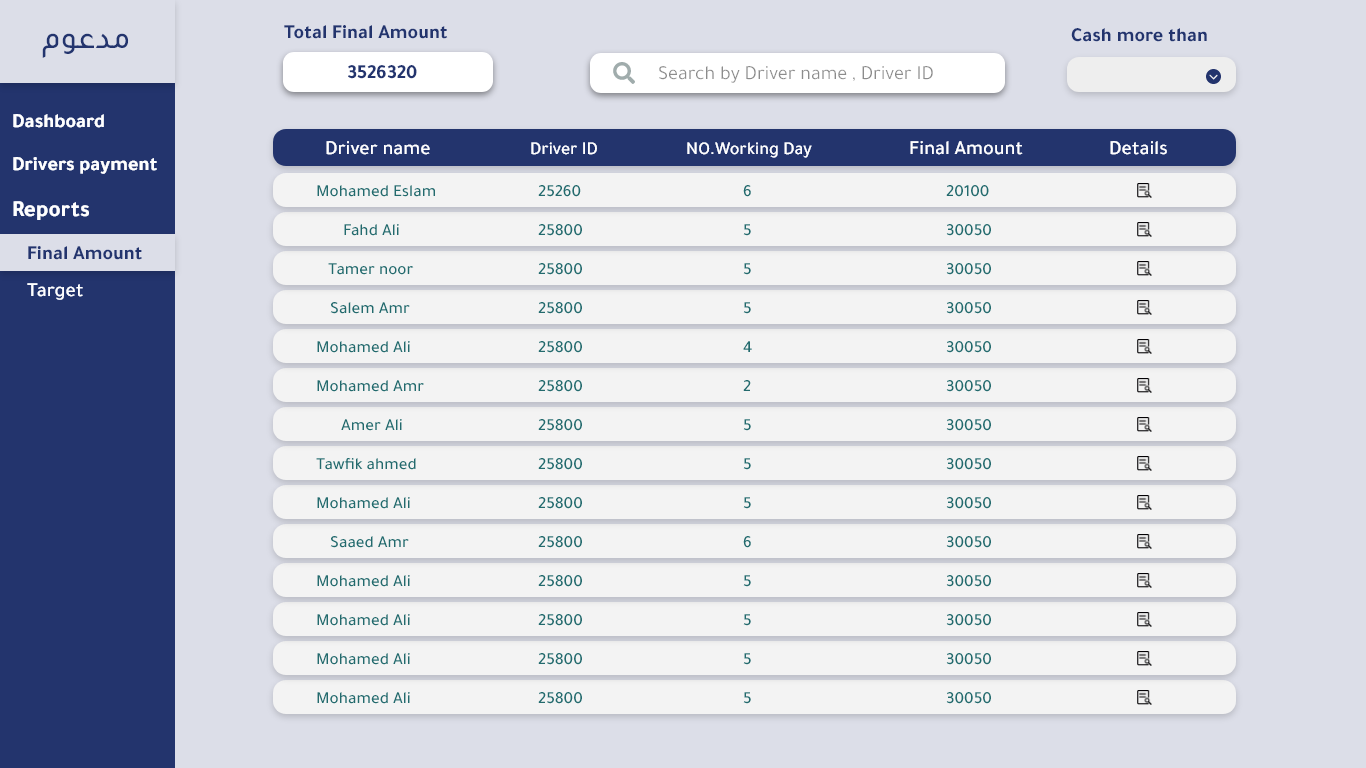 مدعوم
Dashboard
Drivers payment
Reports
Final Amount
Target
Total Final Amount
3526320
Search by Driver name , Driver ID
Cash more than
Driver name Driver ID NO.Working Day Final Amount Details
Mohamed Eslam 25260 6 20100
Fahd Ali 25800 5 30050
Tamer noor 25800 5 30050
Salem Amr 25800 5 30050
Mohamed Ali 25800 4 30050
Mohamed Amr 25800 2 30050
Amer Ali 25800 5 30050
Tawfik ahmed 25800 5 30050
Mohamed Ali 25800 5 30050
Saaed Amr 25800 6 30050
Mohamed Ali 25800 5 30050
Mohamed Ali 25800 5 30050
Mohamed Ali 25800 5 30050
Mohamed Ali 25800 5 30050